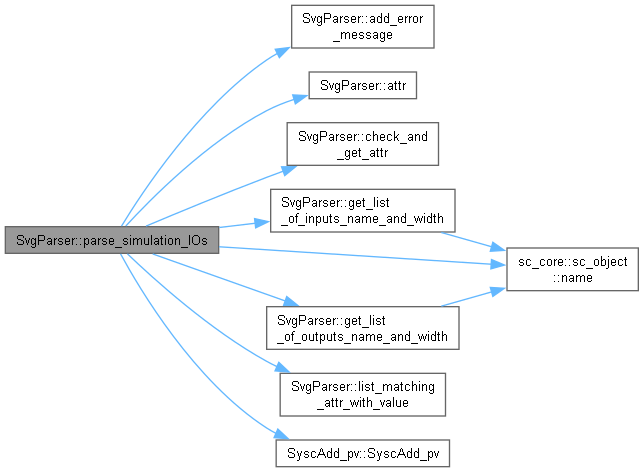 SvgParser::add_error
_message
SvgParser::attr
SvgParser::check_and
_get_attr
SvgParser::get_list
_of_inputs_name_and_width
SvgParser::parse_simulation_IOs
sc_core::sc_object
::name
SvgParser::get_list
_of_outputs_name_and_width
SvgParser::list_matching
_attr_with_value
SyscAdd_pv::SyscAdd_pv